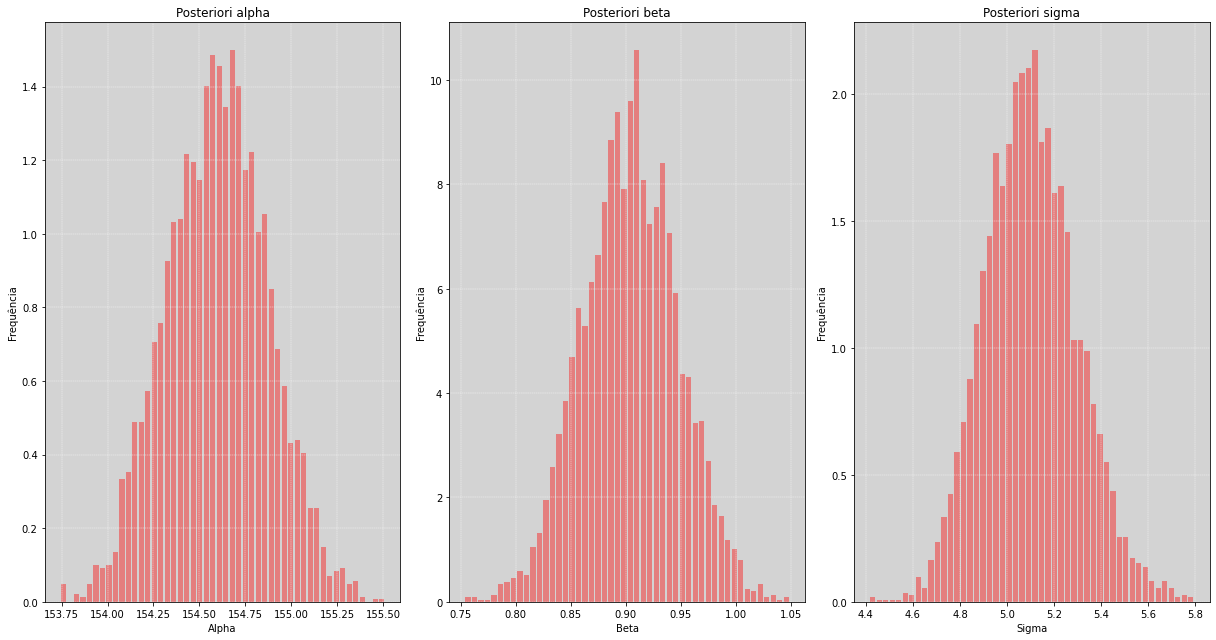 Posteriori alpha
Frequência
1.4
1.2
1.0
0.8
0.6
0.4
0.2
0.0
153.75 154.00 154.25 154.50 154.75 155.00 155.25 155.50
Alpha
Posteriori beta
Frequência
10
8
6
4
2
0
0.75 0.80 0.85 0.90 0.95 1.00 1.05
Beta
Posteriori sigma
Frequência
2.0
1.5
1.0
0.5
0.0
4.4 4.6 4.8 5.0 5.2 5.4 5.6 5.8
Sigma